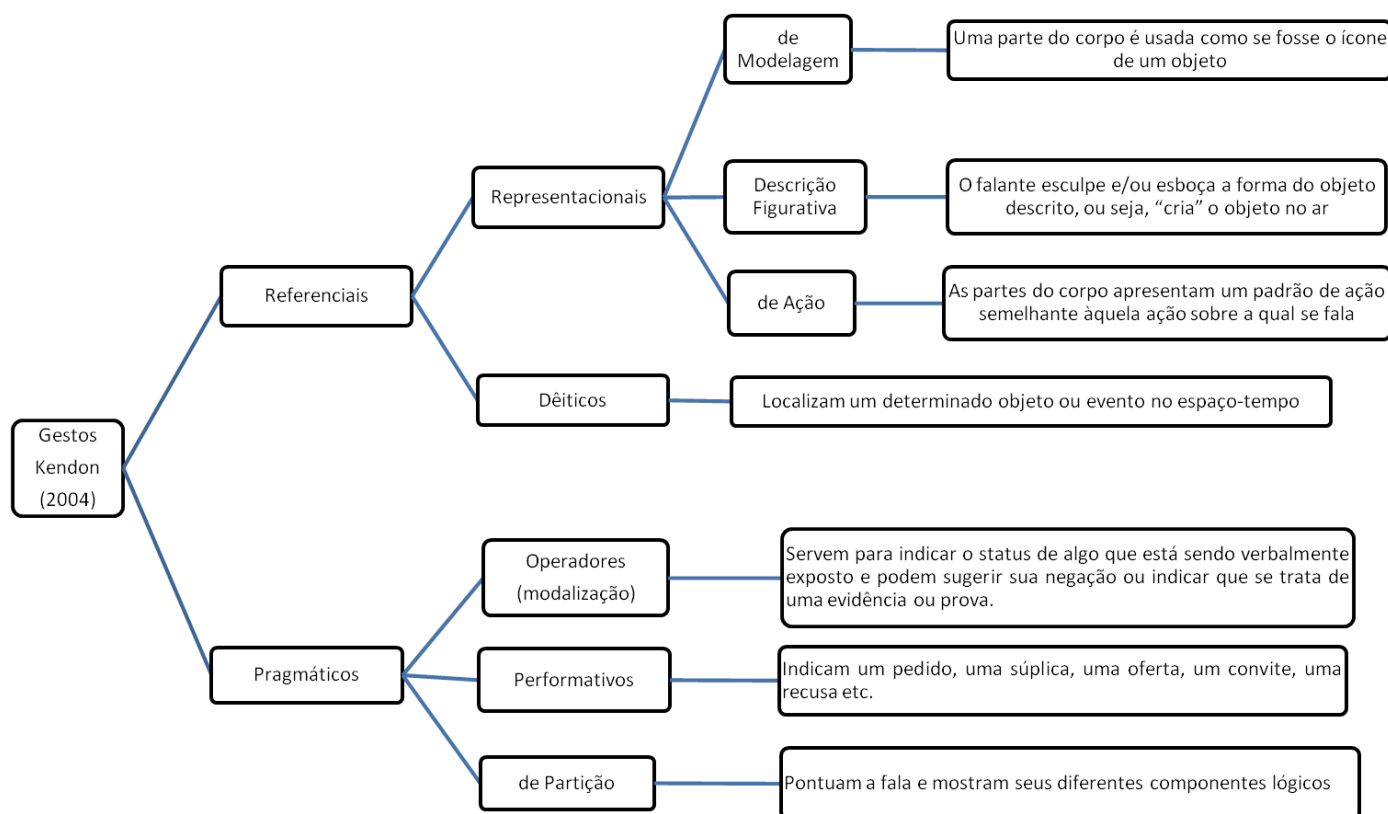 Gestos
Kendon
(2004)
Referenciais
Representacionais
de
Modelagem
Uma parte do corpo é usada como se fosse o ícone
de um objeto
Descrição
Figurativa
O falante esculpe e/ou esboça a forma do objeto
descrito, ou seja, “cria” o objeto no ar
de Ação
As partes do corpo apresentam um padrão de ação
semelhante àquela ação sobre a qual se fala
Dêiticos
Localizam um determinado objeto ou evento no espaço-tempo
Pragmáticos
Operadores
(modalização)
Servem para indicar o status de algo que está sendo verbalmente
exposto e podem sugerir sua negação ou indicar que se trata de
uma evidência ou prova.
Performativos
Indicam um pedido, uma súplica, uma oferta, um convite, uma
recusa etc.
de Partição
Pontuam a fala e mostram seus diferentes componentes lógicos